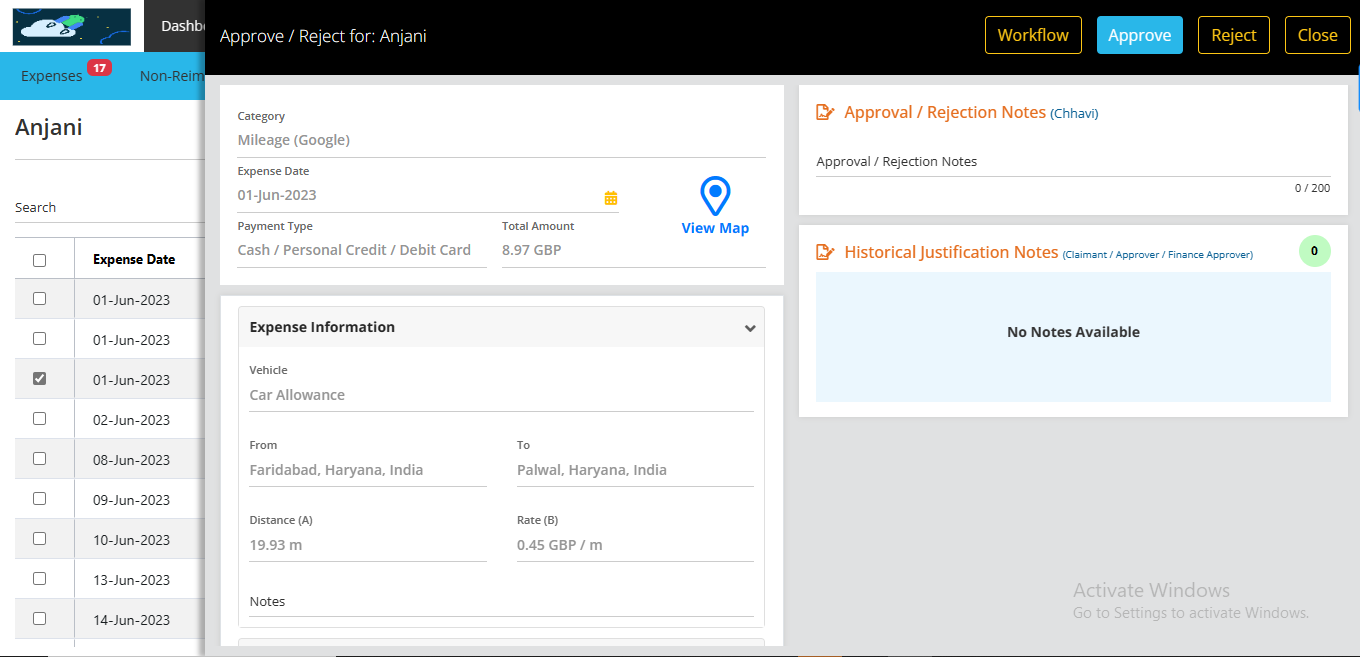 Dashb
Expenses 17 Non-Reim
Anjani
Search
Expense Date
01-Jun-2023
01-Jun-2023
01-Jun-2023
02-Jun-2023
08-Jun-2023
09-Jun-2023
10-Jun-2023
13-Jun-2023
14-Jun-2023
Approve / Reject for: Anjani
Workflow Approve Reject Close
Category
Mileage (Google)
Expense Date
01-Jun-2023
View Map
Payment Type Total Amount
Cash / Personal Credit / Debit Card 8.97 GBP
Expense Information
Vehicle
Car Allowance
From To
Faridabad, Haryana, India Palwal, Haryana, India
Distance (A) Rate (B)
19.93 m 0.45 GBP / m
Notes
Approval / Rejection Notes (Chhavi)
Approval / Rejection Notes
0 / 200
Historical Justification Notes (Claimant / Approver / Finance Approver) 0
No Notes Available
Activate Windows
Go to Settings to activate Windows.